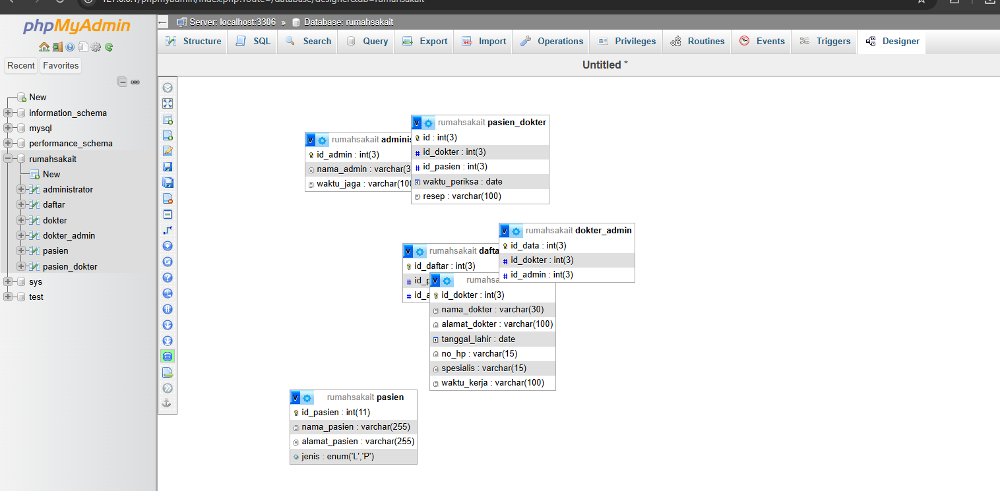 127.0.0.1/phpmyadmin/index.php?route=/database/designer&db=rumahsakait
phpMyAdmin
Recent
Favorites
New
information_schema
mysql
performance_schema
rumahsakait
New
administrator
daftar
dokter
dokter_admin
pasien
pasien_dokter
sys
test
Server: localhost:3306 » Database: rumahsakait
Structure SQL Search Query Export Import Operations Privileges Routines Events Triggers Designer
Untitled *
rumahsakait adminis
id_admin : int(3)
nama_admin : varchar(3
waktu_jaga : varchar(100
rumahsakait pasien_dokter
id : int(3)
id_dokter : int(3)
id_pasien : int(3)
waktu_periksa : date
resep : varchar(100)
rumahsakait dokter_admin
id_data : int(3)
id_dokter : int(3)
id_admin : int(3)
rumahsakait dafta
id_daftar : int(3)
id_p
id_a
rumahsa
id_dokter : int(3)
nama_dokter : varchar(30)
alamat_dokter : varchar(100)
tanggal_lahir : date
no_hp : varchar(15)
spesialis : varchar(15)
waktu_kerja : varchar(100)
rumahsakait pasien
id_pasien : int(11)
nama_pasien : varchar(255)
alamat_pasien : varchar(255)
jenis : enum('L','P')